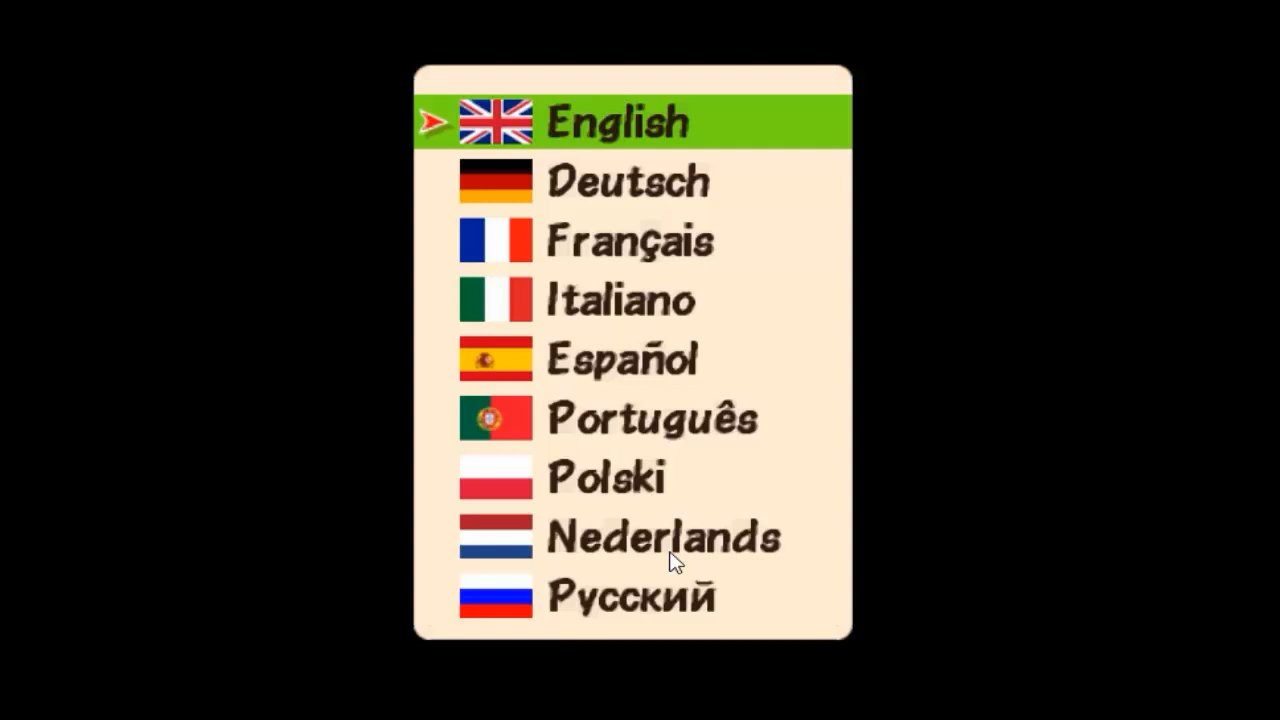 English
Deutsch
Français
Italiano
Español
Português
Polski
Nederlands
Русский